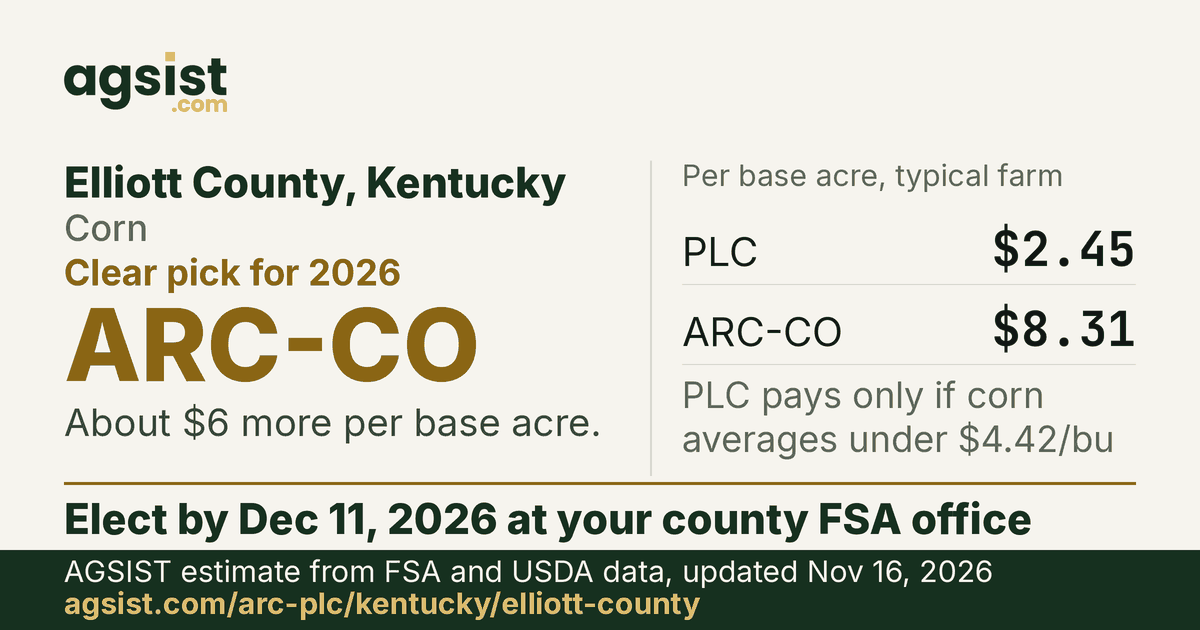 agsist
.com
Elliott County, Kentucky
Corn
Clear pick for 2026
ARC-CO
About $6 more per base acre.
Per base acre, typical farm
PLC $2.45
ARC-CO $8.31
PLC pays only if corn
averages under $4.42/bu
Elect by Dec 11, 2026 at your county FSA office
AGSIST estimate from FSA and USDA data, updated Nov 16, 2026
agsist.com/arc-plc/kentucky/elliott-county